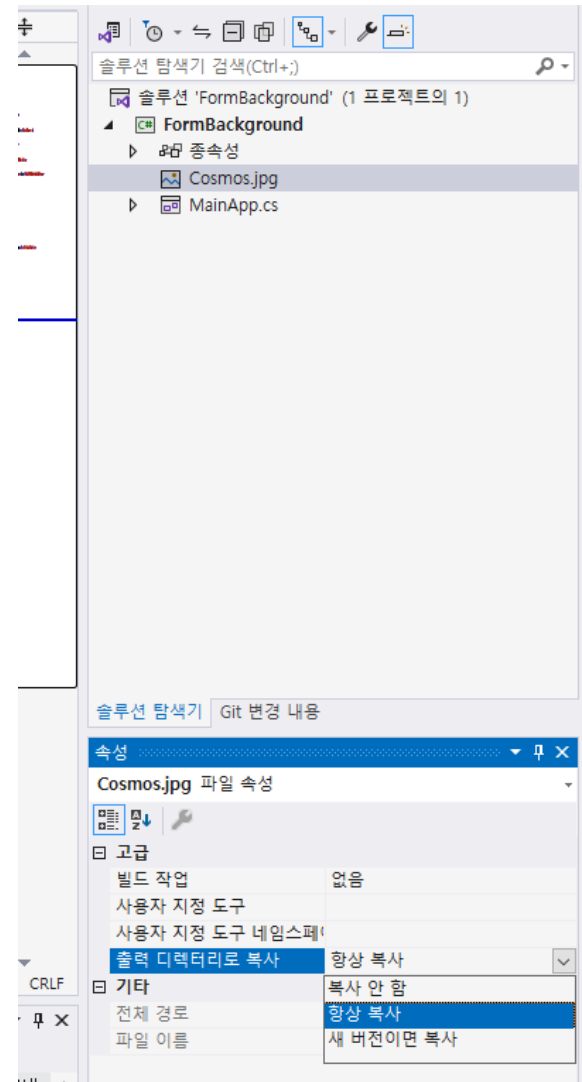 솔루션 탐색기 검색(Ctrl+;)
솔루션 'FormBackground' (1 프로젝트의 1)
C# FormBackground
종속성
Cosmos.jpg
MainApp.cs
솔루션 탐색기 Git 변경 내용
속성
Cosmos.jpg 파일 속성
고급
빌드 작업 없음
사용자 지정 도구
사용자 지정 도구 네임스페
출력 디렉터리로 복사 항상 복사
CRLF
기타
복사 안 함
전체 경로
항상 복사
파일 이름
새 버전이면 복사